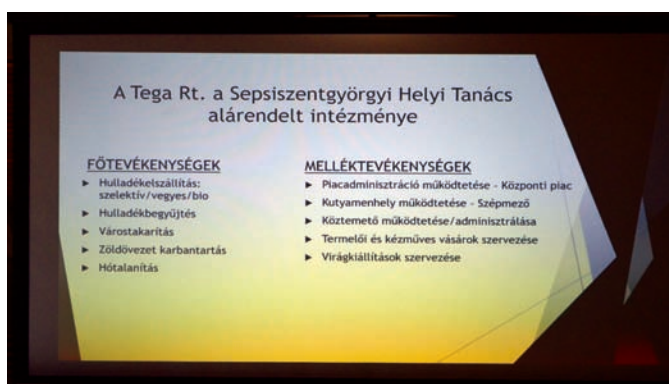 A Tega Rt. a Sepsiszentgyörgyi Helyi Tanács
alárendelt intézménye
FŐTEVÉKENYSÉGEK
Hulladékelszállítás:
szelektív/vegyes/bio
Hulladékbegyűjtés
Várostakarítás
Zöldövezet karbantartás
Hótalanítás
MELLÉKTEVÉKENYSÉGEK
Piacadminisztráció működtetése - Központi piac
Kutyamenhely működtetése - Szépmező
Köztemető működtetése/adminisztrálása
Termelői és kézműves vásárok szervezése
Virágkiállítások szervezése